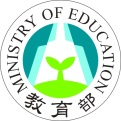 MINISTRY OF EDUCATION
教育部